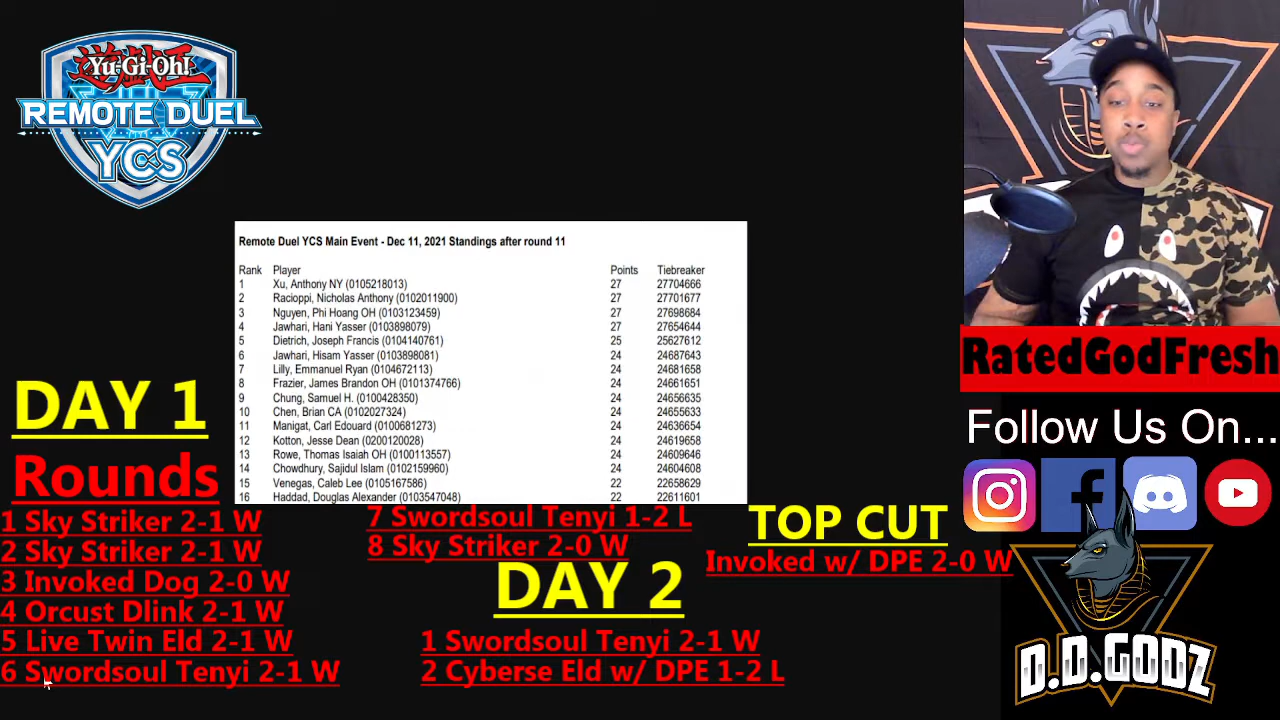 Yu-Gi-Oh!
REMOTE DUEL
YCS
Remote Duel YCS Main Event - Dec 11, 2021 Standings after round 11
Rank Player Points Tiebreaker
1 Xu, Anthony NY (0105218013) 27 27704666
2 Racioppi, Nicholas Anthony (0102011900) 27 27701677
3 Nguyen, Phi Hoang OH (0103123459) 27 27698684
4 Jawhari, Hani Yasser (0103898079) 27 27654644
5 Dietrich, Joseph Francis (0104140761) 25 25627612
6 Jawhari, Hisam Yasser (0103898081) 24 24687643
7 Lilly, Emmanuel Ryan (0104672113) 24 24681658
8 Frazier, James Brandon OH (0101374766) 24 24661651
9 Chung, Samuel H. (0100428350) 24 24656635
10 Chen, Brian CA (0102027324) 24 24655633
11 Manigat, Carl Edouard (0100681273) 24 24636654
12 Kotton, Jesse Dean (0200120028) 24 24619658
13 Rowe, Thomas Isaiah OH (0100113557) 24 24609646
14 Chowdhury, Sajidul Islam (0102159960) 24 24604608
15 Venegas, Caleb Lee (0105167586) 22 22658629
16 Haddad, Douglas Alexander (0103547048) 22 22611601
DAY 1
Rounds
1 Sky Striker 2-1 W
2 Sky Striker 2-1 W
3 Invoked Dog 2-0 W
4 Orcust Dlink 2-1 W
5 Live Twin Eld 2-1 W
6 Swordsoul Tenyi 2-1 W
7 Swordsoul Tenyi 1-2 L
8 Sky Striker 2-0 W
DAY 2
1 Swordsoul Tenyi 2-1 W
2 Cyberse Eld w/ DPE 1-2 L
TOP CUT
Invoked w/ DPE 2-0 W
RatedGodFresh
Follow Us On...
D.D.GODZ